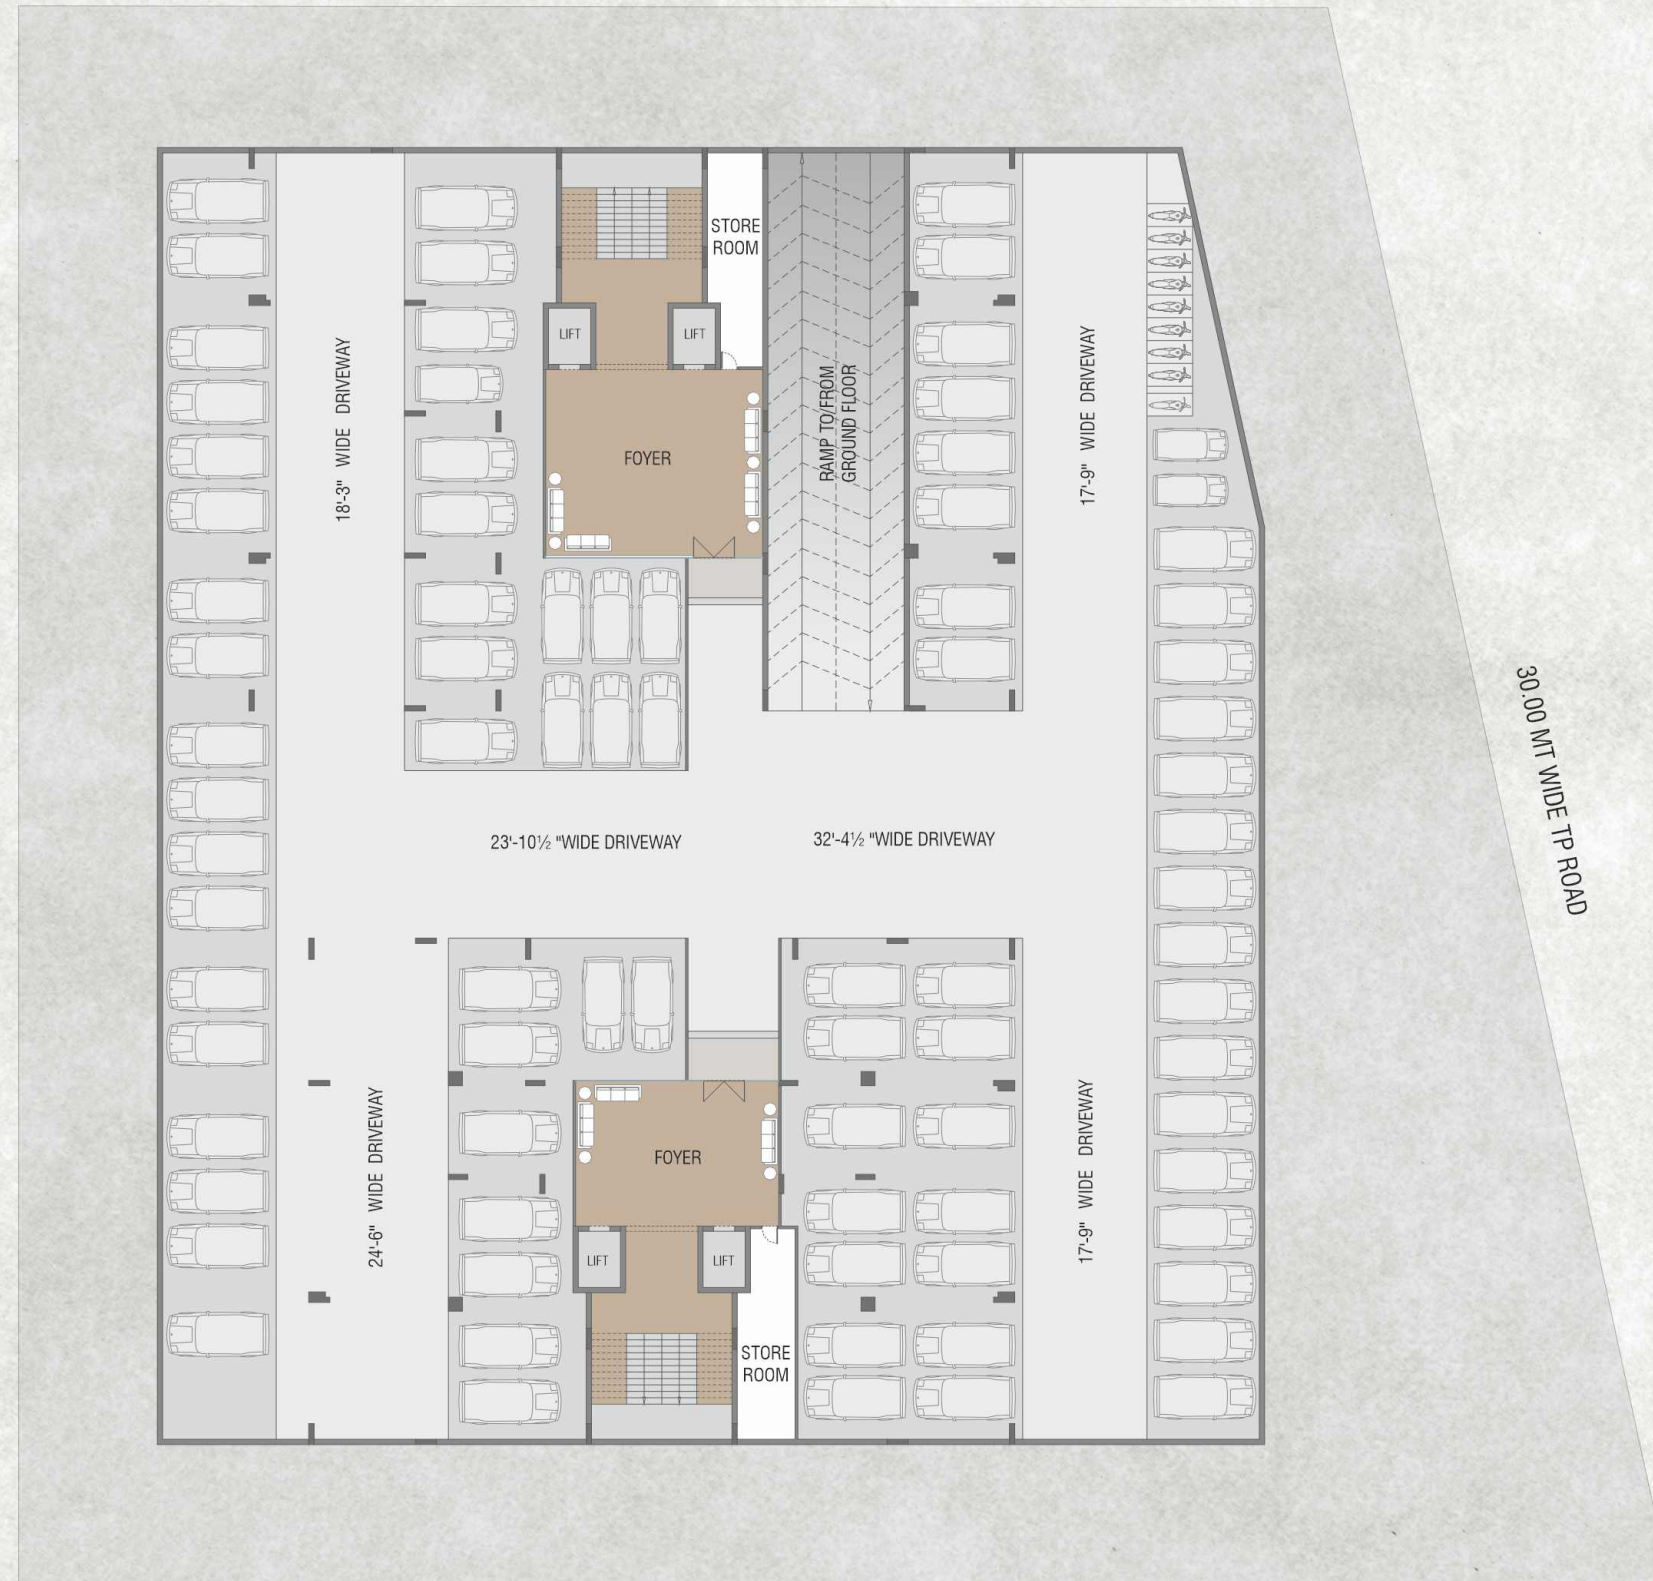 STORE
ROOM
LIFT
LIFT
18'-3" WIDE DRIVEWAY
FOYER
RAMP TO/FROM
GROUND FLOOR
17'-9" WIDE DRIVEWAY
30.00 MT WIDE TP ROAD
23'-10½ "WIDE DRIVEWAY
32'-4½ "WIDE DRIVEWAY
24'-6" WIDE DRIVEWAY
FOYER
17'-9" WIDE DRIVEWAY
LIFT
LIFT
STORE
ROOM